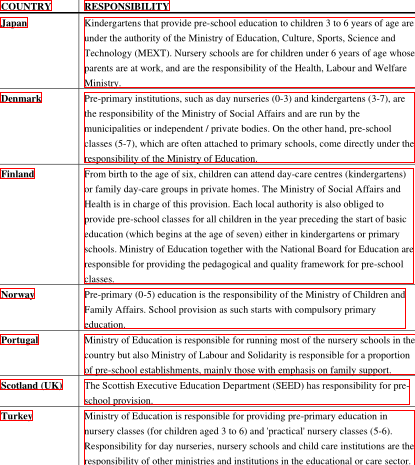 COUNTRY RESPONSIBILITY
Japan Kindergartens that provide pre-school education to children 3 to 6 years of age are
under the authority of the Ministry of Education, Culture, Sports, Science and
Technology (MEXT). Nursery schools are for children under 6 years of age whose
parents are at work, and are the responsibility of the Health, Labour and Welfare
Ministry.
Denmark Pre-primary institutions, such as day nurseries (0-3) and kindergartens (3-7), are
the responsibility of the Ministry of Social Affairs and are run by the
municipalities or independent / private bodies. On the other hand, pre-school
classes (5-7), which are often attached to primary schools, come directly under the
responsibility of the Ministry of Education.
Finland From birth to the age of six, children can attend day-care centres (kindergartens)
or family day-care groups in private homes. The Ministry of Social Affairs and
Health is in charge of this provision. Each local authority is also obliged to
provide pre-school classes for all children in the year preceding the start of basic
education (which begins at the age of seven) either in kindergartens or primary
schools. Ministry of Education together with the National Board for Education are
responsible for providing the pedagogical and quality framework for pre-school
classes.
Norway Pre-primary (0-5) education is the responsibility of the Ministry of Children and
Family Affairs. School provision as such starts with compulsory primary
education.
Portugal Ministry of Education is responsible for running most of the nursery schools in the
country but also Ministry of Labour and Solidarity is responsible for a proportion
of pre-school establishments, mainly those with emphasis on family support.
Scotland (UK) The Scottish Executive Education Department (SEED) has responsibility for pre-
school provision.
Turkey Ministry of Education is responsible for providing pre-primary education in
nursery classes (for children aged 3 to 6) and 'practical' nursery classes (5-6).
Responsibility for day nurseries, nursery schools and child care institutions are the
responsibility of other ministries and institutions in the educational or care sector.